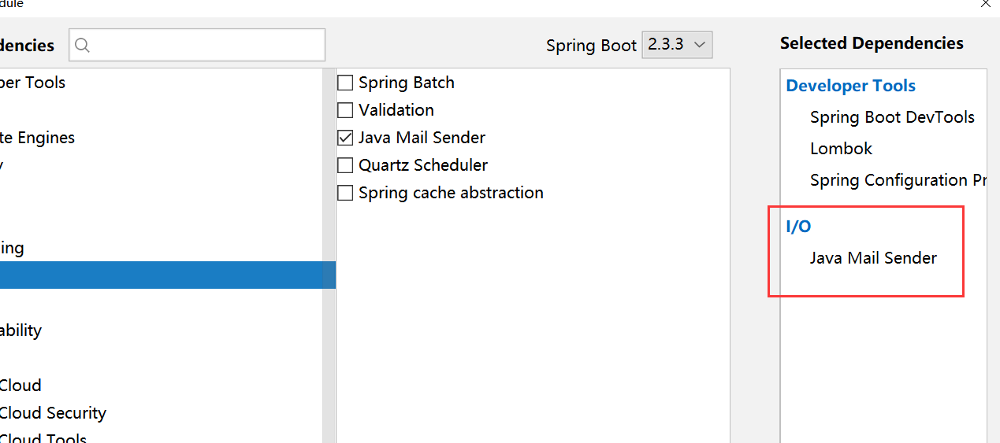 dule
dencies
Spring Boot 2.3.3
Selected Dependencies
per Tools
te Engines
y
ing
ability
Cloud
Cloud Security
Cloud Tools
Spring Batch
Validation
Java Mail Sender
Quartz Scheduler
Spring cache abstraction
Developer Tools
Spring Boot DevTools
Lombok
Spring Configuration Pr
I/O
Java Mail Sender